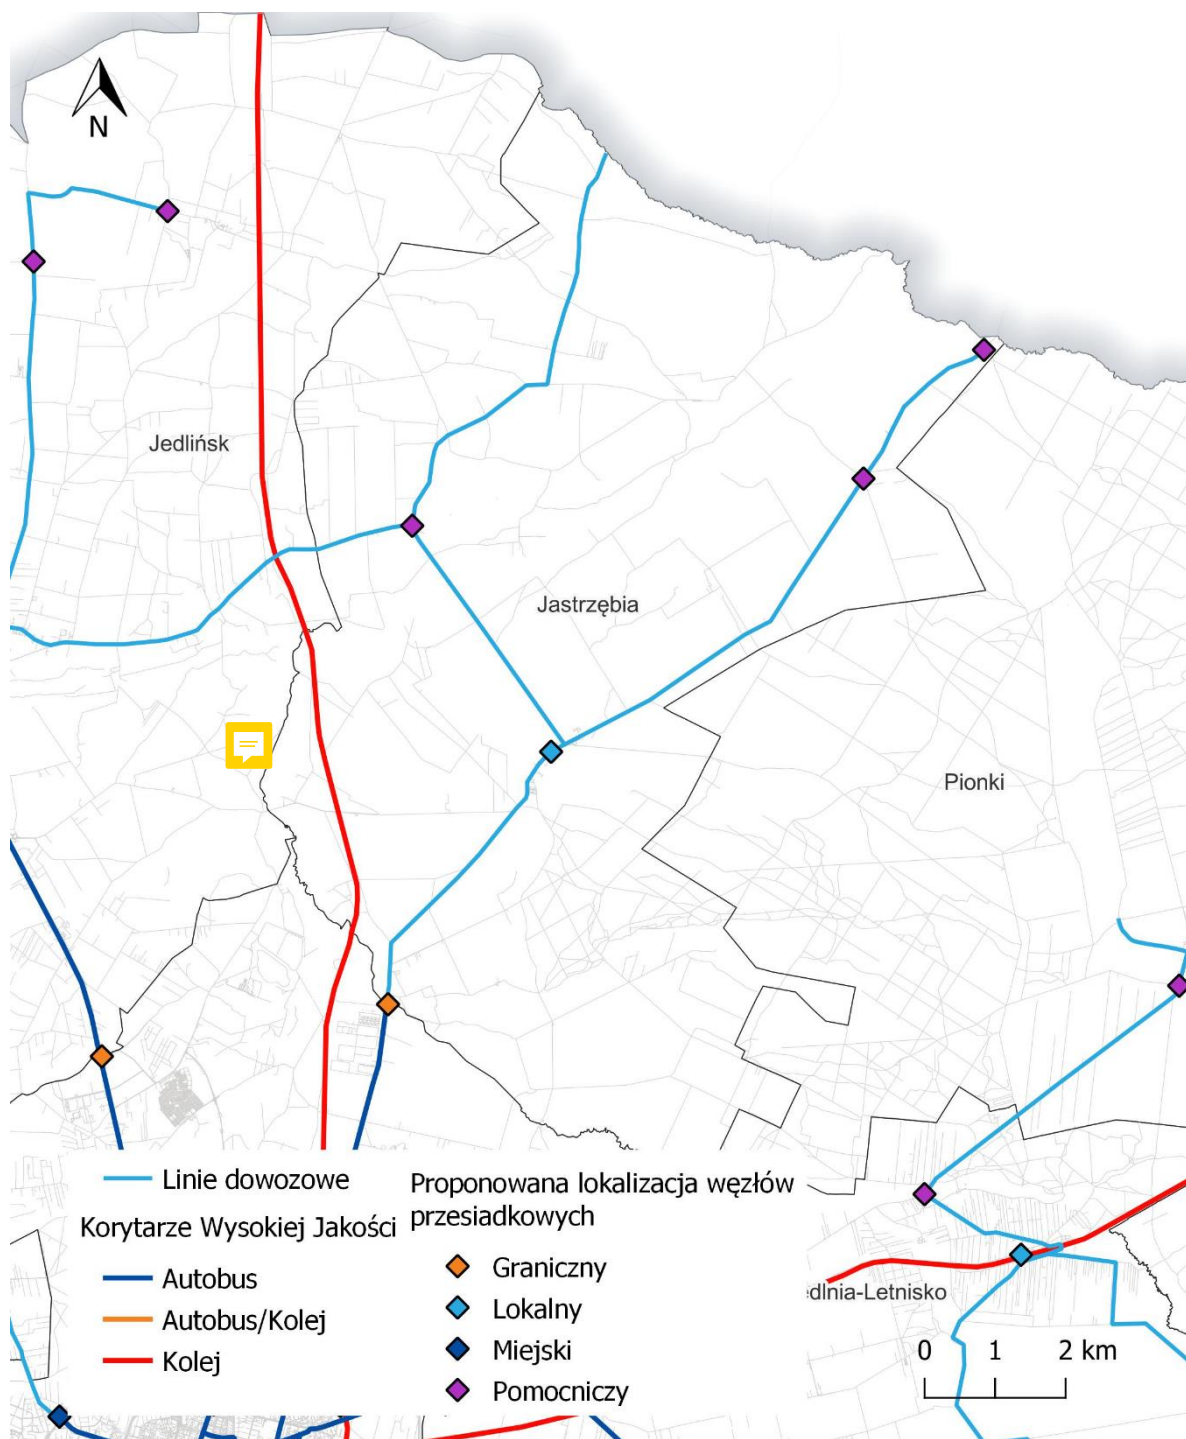 N
Jedlińsk
Jastrzębia
Pionki
Linie dowozowe
Korytarze Wysokiej Jakości
Autobus
Autobus/Kolej
Kolej
Proponowana lokalizacja węzłów
przesiadkowych
Graniczny
Lokalny
Miejski
Pomocniczy
edlnia-Letnisko
0 1 2 km